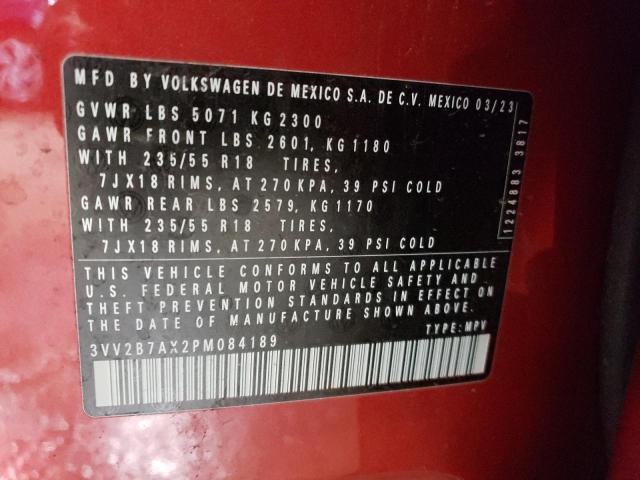 MFD BY VOLKSWAGEN DE MEXICO S.A. DE C.V. MEXICO 03/23
GVWR LBS 5071 KG 2300
GAWR FRONT LBS 2601, KG 1180
WITH 235/55 R18 TIRES,
7JX18 RIMS, AT 270 KPA, 39 PSI COLD
GAWR REAR LBS 2579, KG 1170
WITH 235/55 R18 TIRES,
7JX18 RIMS, AT 270 KPA, 39 PSI COLD
1224883 3817
THIS VEHICLE CONFORMS TO ALL APPLICABLE
U.S. FEDERAL MOTOR VEHICLE SAFETY AND
THEFT PREVENTION STANDARDS IN EFFECT ON
THE DATE OF MANUFACTURE SHOWN ABOVE.
3VV2B7AX2PM084189 TYPE: MPV